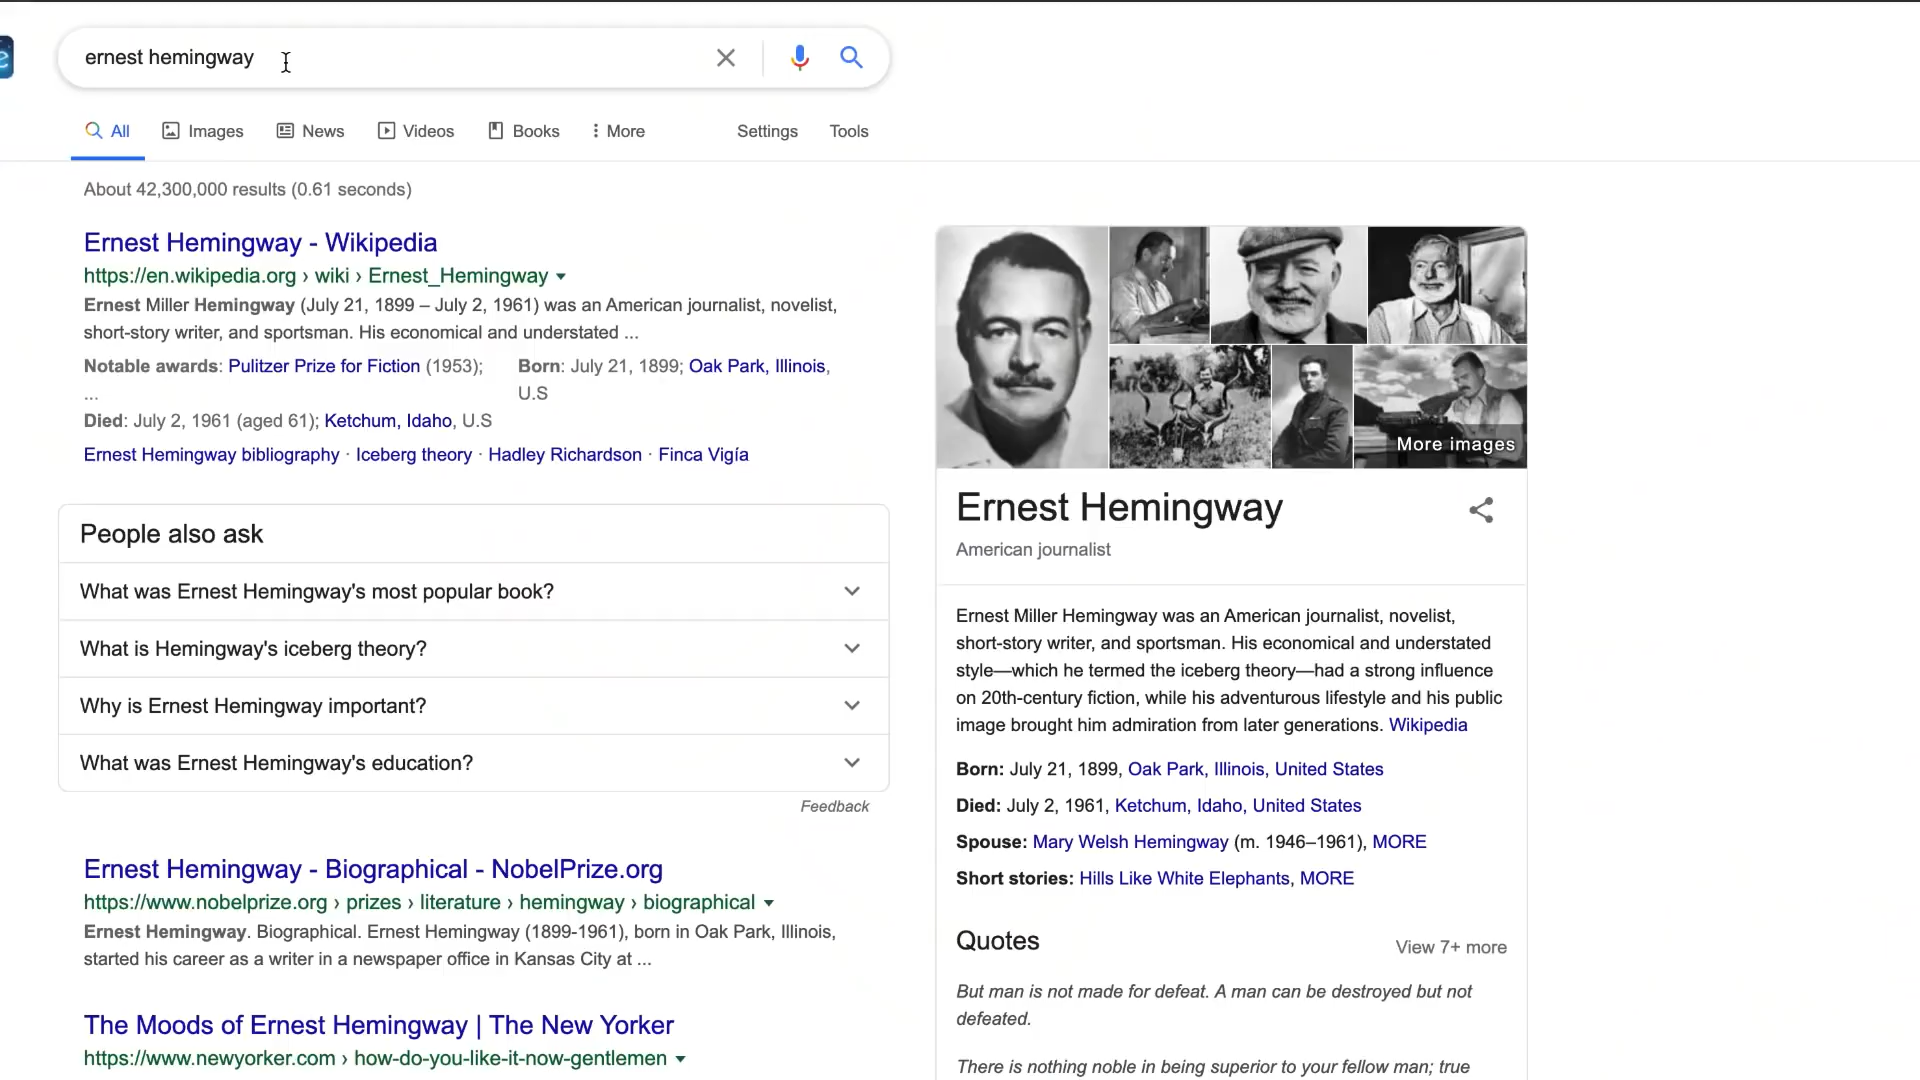 ernest hemingway
All
Images
News
Videos
Books
More
Settings
Tools
About 42,300,000 results (0.61 seconds)
Ernest Hemingway - Wikipedia
https://en.wikipedia.org › wiki › Ernest_Hemingway
Ernest Miller Hemingway (July 21, 1899 – July 2, 1961) was an American journalist, novelist,
short-story writer, and sportsman. His economical and understated ...
Notable awards: Pulitzer Prize for Fiction (1953);
...
Born: July 21, 1899; Oak Park, Illinois,
U.S
Died: July 2, 1961 (aged 61); Ketchum, Idaho, U.S
Ernest Hemingway bibliography · Iceberg theory · Hadley Richardson · Finca Vigía
People also ask
What was Ernest Hemingway's most popular book?
What is Hemingway's iceberg theory?
Why is Ernest Hemingway important?
What was Ernest Hemingway's education?
Feedback
Ernest Hemingway - Biographical - NobelPrize.org
https://www.nobelprize.org › prizes › literature › hemingway › biographical
Ernest Hemingway. Biographical. Ernest Hemingway (1899-1961), born in Oak Park, Illinois,
started his career as a writer in a newspaper office in Kansas City at ...
The Moods of Ernest Hemingway | The New Yorker
https://www.newyorker.com › how-do-you-like-it-now-gentlemen
More images
Ernest Hemingway
American journalist
Ernest Miller Hemingway was an American journalist, novelist,
short-story writer, and sportsman. His economical and understated
style—which he termed the iceberg theory—had a strong influence
on 20th-century fiction, while his adventurous lifestyle and his public
image brought him admiration from later generations. Wikipedia
Born: July 21, 1899, Oak Park, Illinois, United States
Died: July 2, 1961, Ketchum, Idaho, United States
Spouse: Mary Welsh Hemingway (m. 1946–1961), MORE
Short stories: Hills Like White Elephants, MORE
Quotes
View 7+ more
But man is not made for defeat. A man can be destroyed but not
defeated.
There is nothing noble in being superior to your fellow man; true